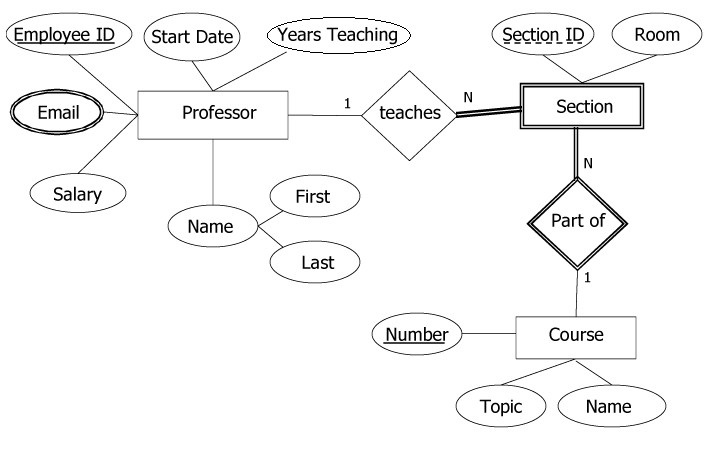 Employee ID
Start Date
Years Teaching
Section ID
Room
Email
Professor
1
teaches
N
Section
Salary
Name
First
Last
N
Part of
1
Number
Course
Topic
Name